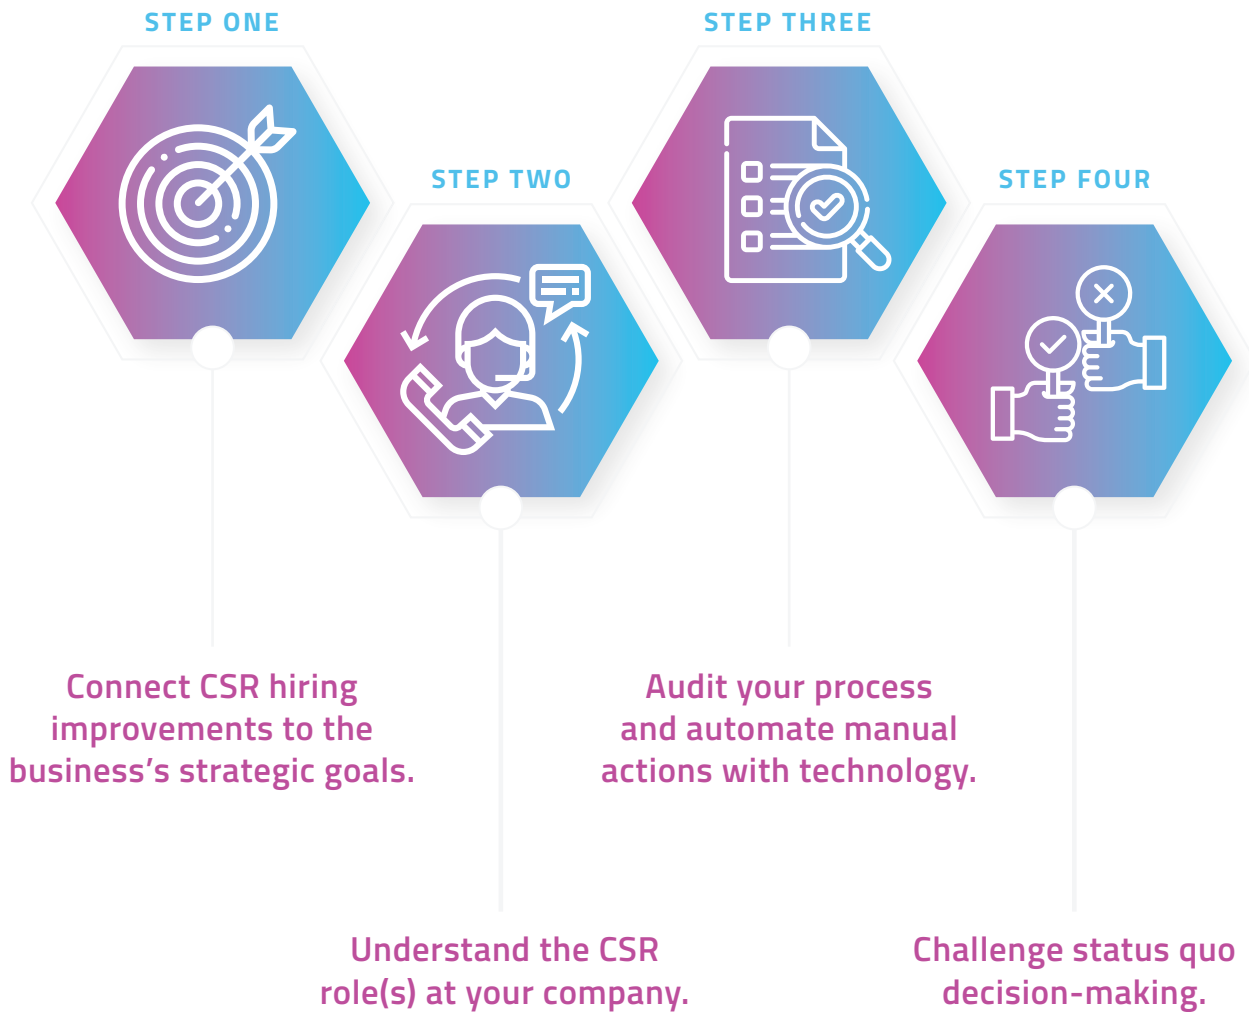 STEP ONE
Connect CSR hiring
improvements to the
business’s strategic goals.
STEP TWO
Understand the CSR
role(s) at your company.
STEP THREE
Audit your process
and automate manual
actions with technology.
STEP FOUR
Challenge status quo
decision-making.